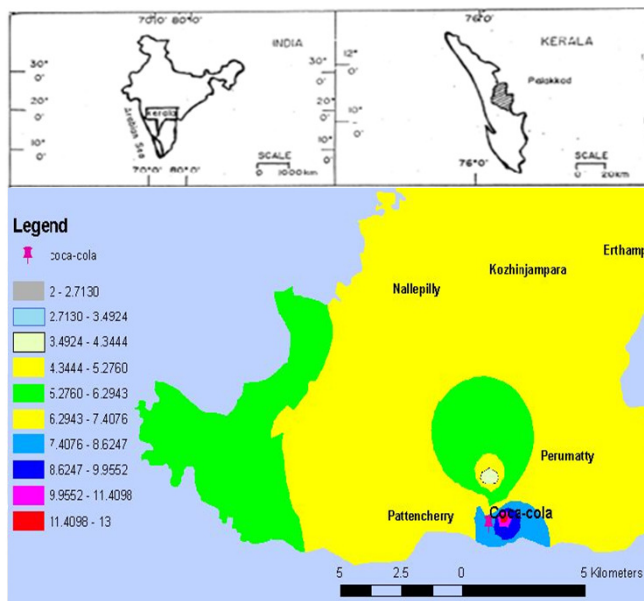 70°0' 80°0'
INDIA
30°
0'
20°
0'
10°
0'
Arabian Sea
Kerala
70°0' 80°0'
SCALE
0 1000km
76°0'
KERALA
12°
0'
10°
0'
Palakkad
76°0'
SCALE
0 20km
Legend
coca-cola
2 - 2.7130
2.7130 - 3.4924
3.4924 - 4.3444
4.3444 - 5.2760
5.2760 - 6.2943
6.2943 - 7.4076
7.4076 - 8.6247
8.6247 - 9.9552
9.9552 - 11.4098
11.4098 - 13
Erthamp
Kozhinjampara
Nallepilly
Perumatty
Pattencherry
Coca-cola
5 2.5 0 5 Kilometers